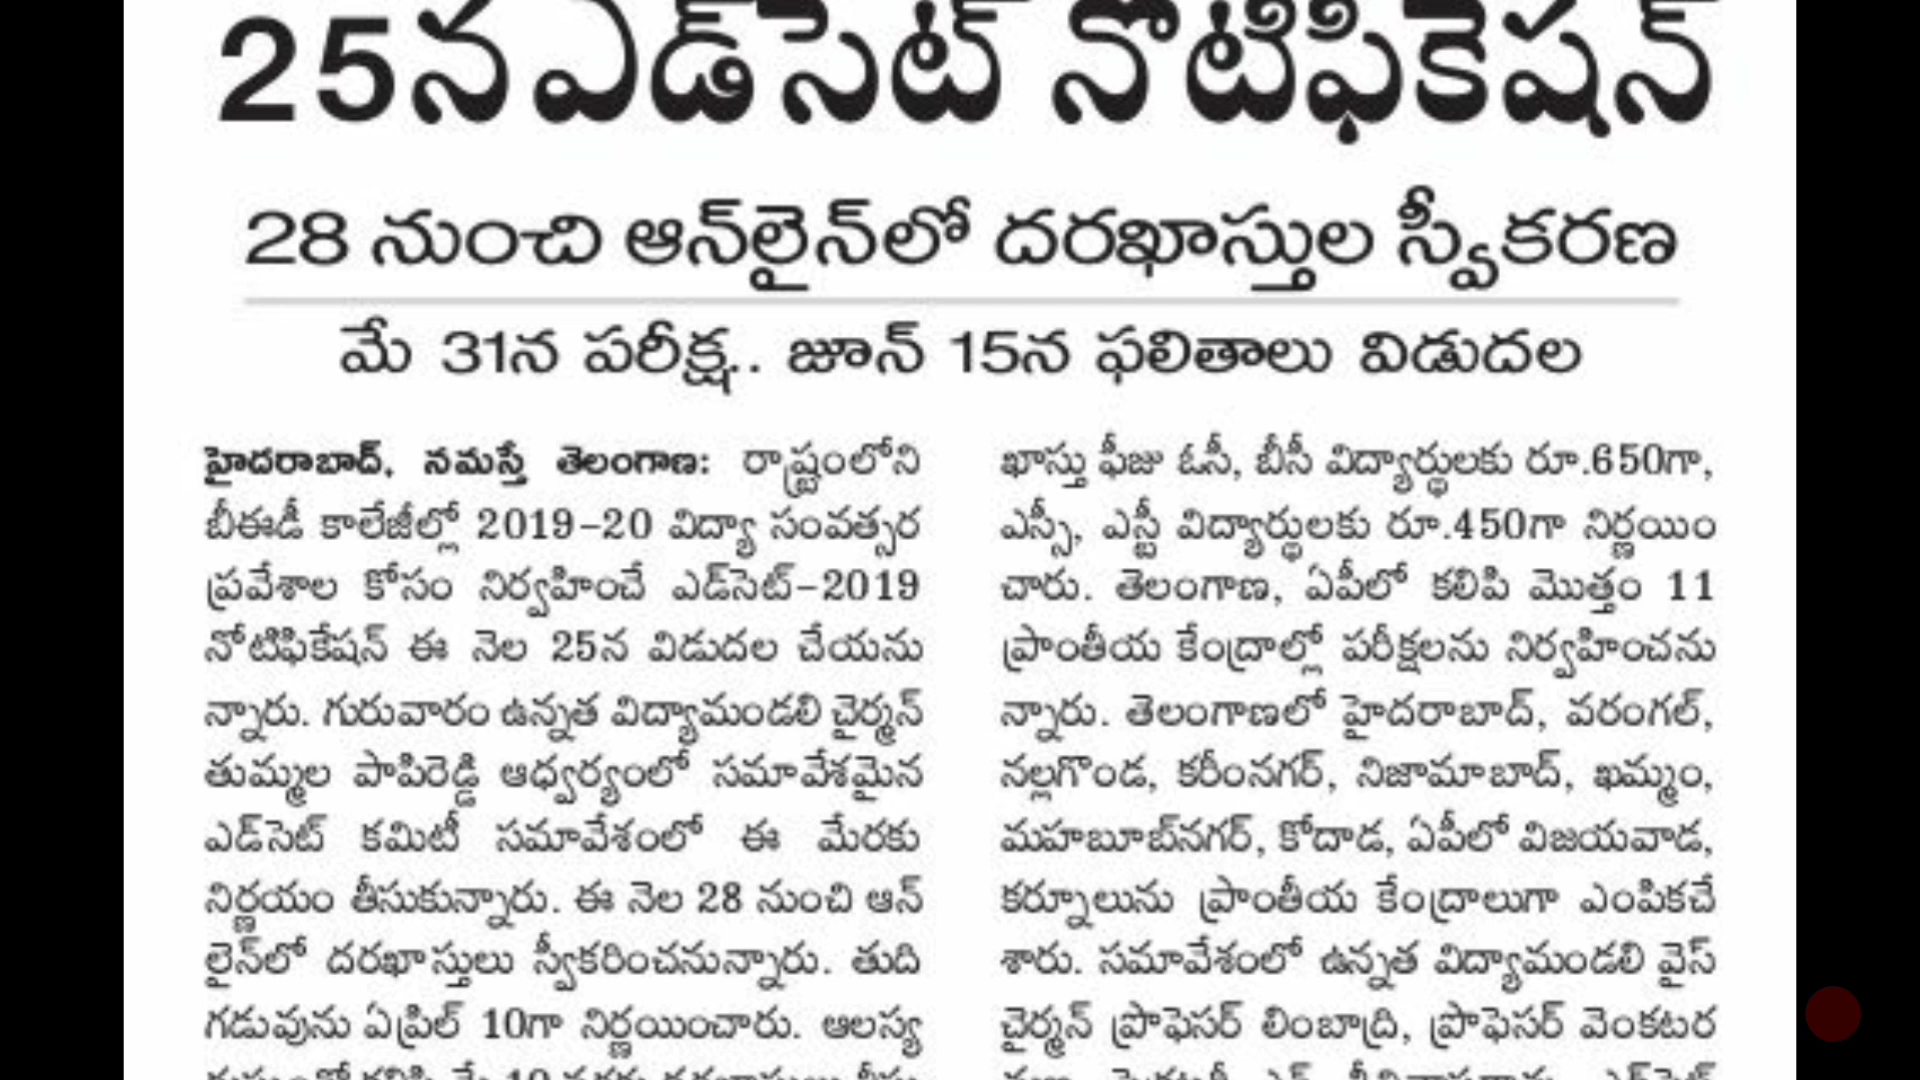 25న ఎడ్‌సెట్ నోటిఫికేషన్
28 నుంచి ఆన్‌లైన్‌లో దరఖాస్తుల స్వీకరణ
మే 31న పరీక్ష.. జూన్ 15న ఫలితాలు విడుదల
హైదరాబాద్, నమస్తే తెలంగాణ: రాష్ట్రంలోని
బీఈడీ కాలేజీల్లో 2019-20 విద్యా సంవత్సర
ప్రవేశాల కోసం నిర్వహించే ఎడ్‌సెట్-2019
నోటిఫికేషన్ ఈ నెల 25న విడుదల చేయను
న్నారు. గురువారం ఉన్నత విద్యామండలి చైర్మన్
తుమ్మల పాపిరెడ్డి ఆధ్వర్యంలో సమావేశమైన
ఎడ్‌సెట్ కమిటీ సమావేశంలో ఈ మేరకు
నిర్ణయం తీసుకున్నారు. ఈ నెల 28 నుంచి ఆన్
లైన్‌లో దరఖాస్తులు స్వీకరించనున్నారు. తుది
గడువును ఏప్రిల్ 10గా నిర్ణయించారు. ఆలస్య
ఖాస్తు ఫీజు ఓసీ, బీసీ విద్యార్థులకు రూ.650గా,
ఎస్సీ, ఎస్టీ విద్యార్థులకు రూ.450గా నిర్ణయిం
చారు. తెలంగాణ, ఏపీలో కలిపి మొత్తం 11
ప్రాంతీయ కేంద్రాల్లో పరీక్షలను నిర్వహించను
న్నారు. తెలంగాణలో హైదరాబాద్, వరంగల్,
నల్లగొండ, కరీంనగర్, నిజామాబాద్, ఖమ్మం,
మహబూబ్‌నగర్, కోదాడ, ఏపీలో విజయవాడ,
కర్నూలును ప్రాంతీయ కేంద్రాలుగా ఎంపికచే
శారు. సమావేశంలో ఉన్నత విద్యామండలి వైస్
చైర్మన్ ప్రొఫెసర్ లింబాద్రి, ప్రొఫెసర్ వెంకటర